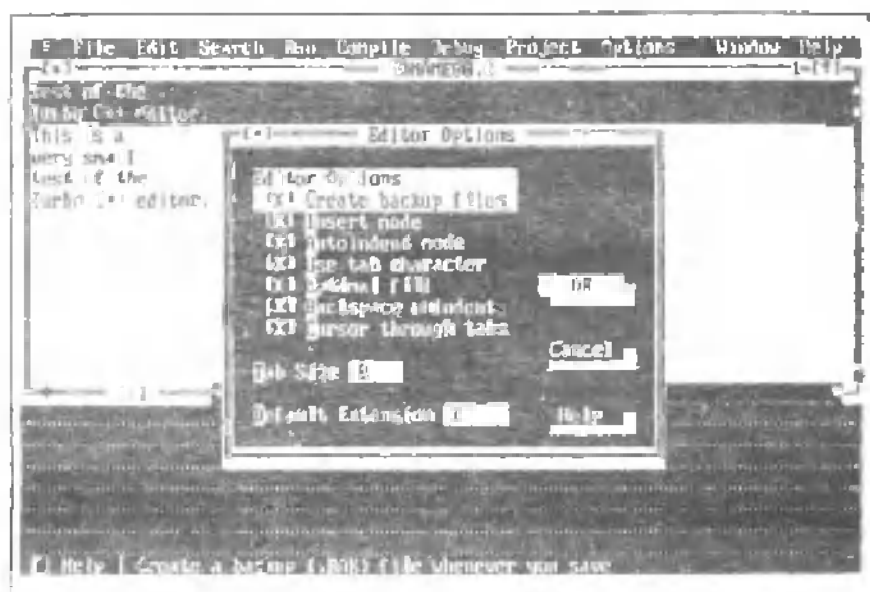 ≡ File Edit Search Run Compile Debug Project Options Window Help
1-[↑]
test of the
Turbo C++ editor.
This is a
very small
test of the
Turbo C++ editor.
Editor Options
Editor Options
[X] Create backup files
[X] Insert mode
[X] Autoindent mode
[X] Use tab character
[X] Optimal fill
[X] Backspace unindents
[X] Cursor through tabs
OK
Cancel
Tab Size 8
Default Extension
Help
Help | Create a backup (.BAK) file whenever you save